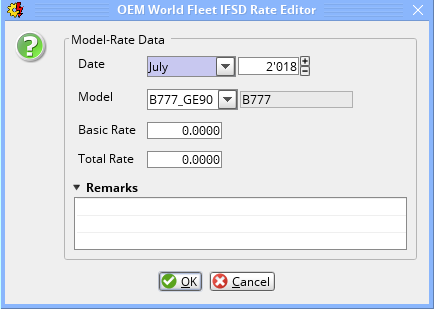 OEM World Fleet IFSD Rate Editor
Model-Rate Data
Date July 2'018
Model B777_GE90 B777
Basic Rate 0.0000
Total Rate 0.0000
Remarks
OK Cancel